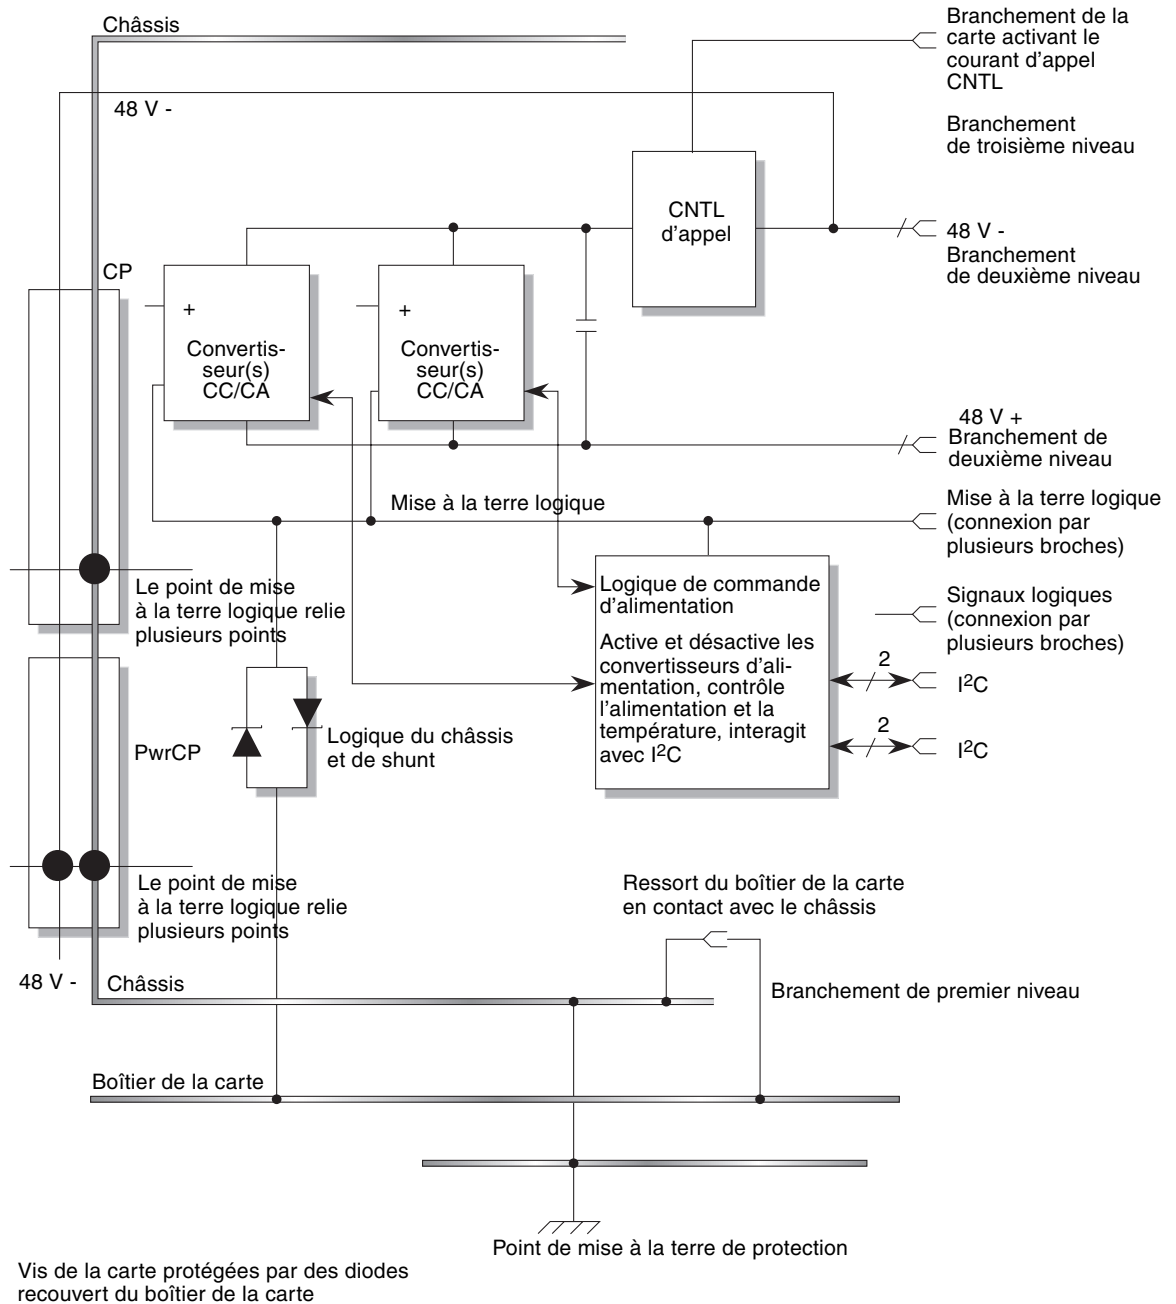 Châssis
Branchement de la
carte activant le
courant d'appel
CNTL
48 V -
Branchement
de troisième niveau
CNTL
d'appel
48 V -
Branchement
de deuxième niveau
CP
+
Convertis-
seur(s)
CC/CA
+
Convertis-
seur(s)
CC/CA
48 V +
Branchement de
deuxième niveau
Mise à la terre logique
Mise à la terre logique
(connexion par
plusieurs broches)
Le point de mise
à la terre logique relie
plusieurs points
Logique de commande
d'alimentation
Active et désactive les
convertisseurs d'ali-
mentation, contrôle
l'alimentation et la
température, interagit
avec I²C
Signaux logiques
(connexion par
plusieurs broches)
2
I²C
2
I²C
PwrCP
Logique du châssis
et de shunt
Le point de mise
à la terre logique relie
plusieurs points
Ressort du boîtier de la carte
en contact avec le châssis
48 V -
Châssis
Branchement de premier niveau
Boîtier de la carte
Point de mise à la terre de protection
Vis de la carte protégées par des diodes
recouvert du boîtier de la carte